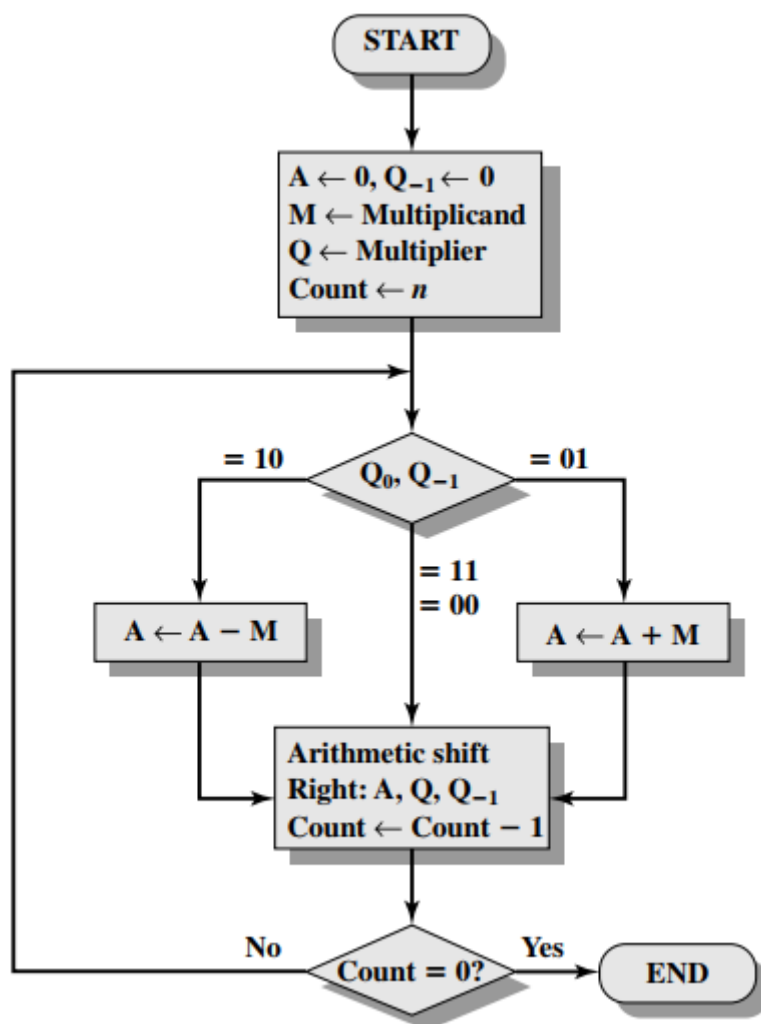 START
A ← 0, Q₋₁ ← 0
M ← Multiplicand
Q ← Multiplier
Count ← n
= 10
Q₀, Q₋₁
= 01
= 11
= 00
A ← A − M
A ← A + M
Arithmetic shift
Right: A, Q, Q₋₁
Count ← Count − 1
No
Count = 0?
Yes
END